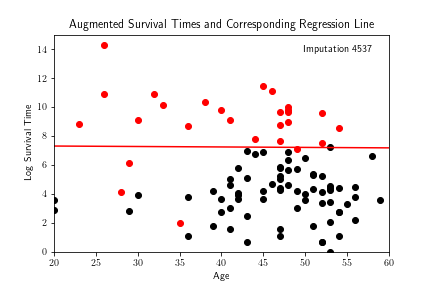 Augmented Survival Times and Corresponding Regression Line
Imputation 4537
Log Survival Time
14
12
10
8
6
4
2
0
20 25 30 35 40 45 50 55 60
Age